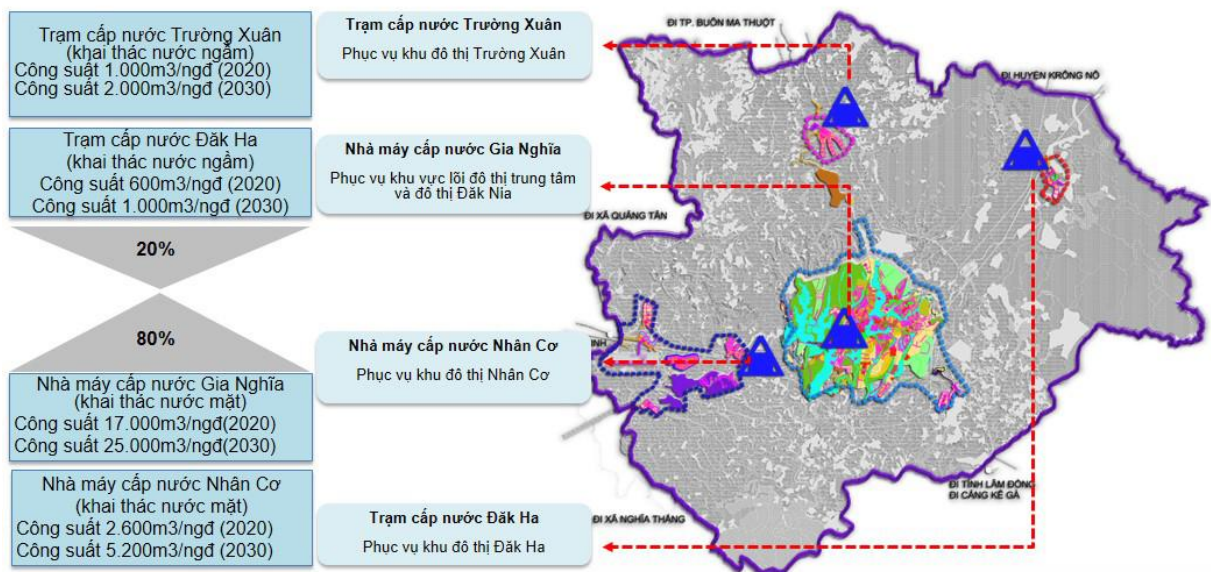 Trạm cấp nước Trường Xuân
(khai thác nước ngầm)
Công suất 1.000m3/ngđ (2020)
Công suất 2.000m3/ngđ (2030)
Trạm cấp nước Đăk Ha
(khai thác nước ngầm)
Công suất 600m3/ngđ (2020)
Công suất 1.000m3/ngđ (2030)
20%
80%
Nhà máy cấp nước Gia Nghĩa
(khai thác nước mặt)
Công suất 17.000m3/ngđ(2020)
Công suất 25.000m3/ngđ(2030)
Nhà máy cấp nước Nhân Cơ
(khai thác nước mặt)
Công suất 2.600m3/ngđ (2020)
Công suất 5.200m3/ngđ (2030)
Trạm cấp nước Trường Xuân
Phục vụ khu đô thị Trường Xuân
Nhà máy cấp nước Gia Nghĩa
Phục vụ khu vực lõi đô thị trung tâm
và đô thị Đăk Nia
Nhà máy cấp nước Nhân Cơ
Phục vụ khu đô thị Nhân Cơ
Trạm cấp nước Đăk Ha
Phục vụ khu đô thị Đăk Ha
ĐI TP. BUÔN MA THUỘT
ĐI HUYỆN KRÔNG NÔ
ĐI XÃ QUẢNG TÂN
ĐI TỈNH LÂM ĐỒNG
ĐI CẢNG KÊ GÀ
ĐI XÃ NGHĨA THẮNG